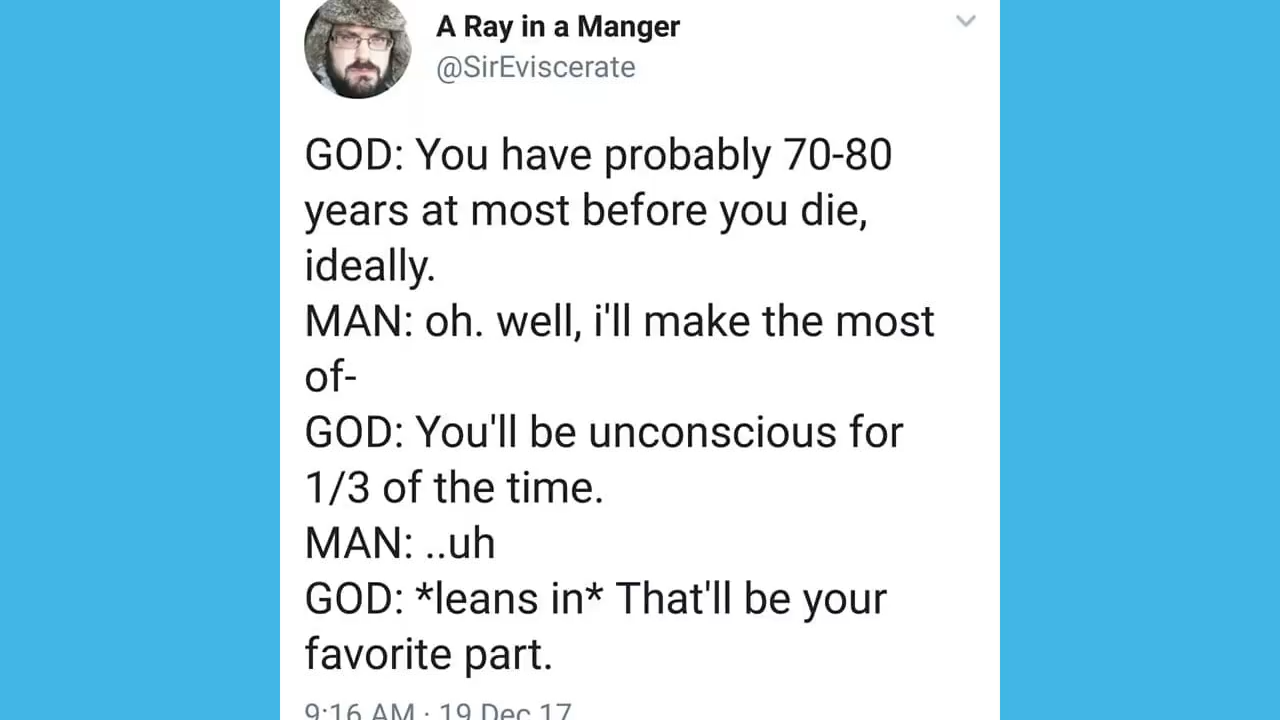 A Ray in a Manger
@SirEviscerate
GOD: You have probably 70-80
years at most before you die,
ideally.
MAN: oh. well, i'll make the most
of-
GOD: You'll be unconscious for
1/3 of the time.
MAN: ..uh
GOD: *leans in* That'll be your
favorite part.
9:16 AM · 19 Dec 17